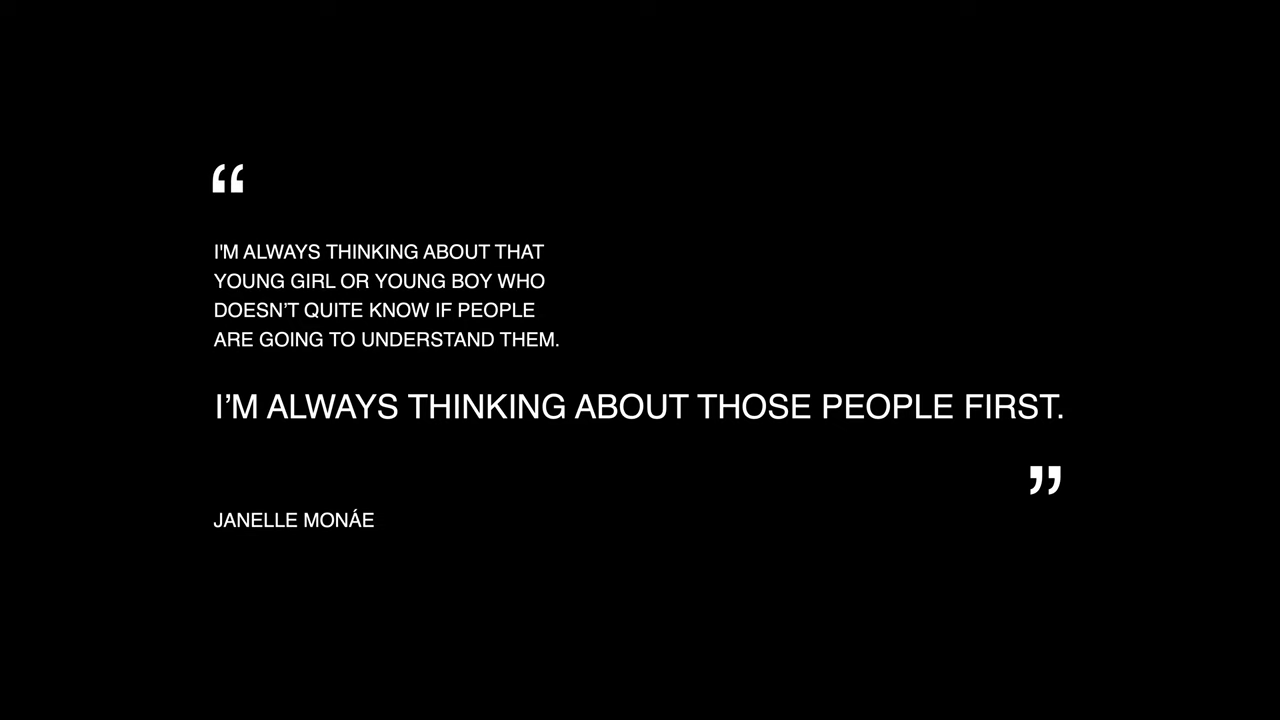 “
I'M ALWAYS THINKING ABOUT THAT
YOUNG GIRL OR YOUNG BOY WHO
DOESN’T QUITE KNOW IF PEOPLE
ARE GOING TO UNDERSTAND THEM.
I’M ALWAYS THINKING ABOUT THOSE PEOPLE FIRST.
”
JANELLE MONÁE